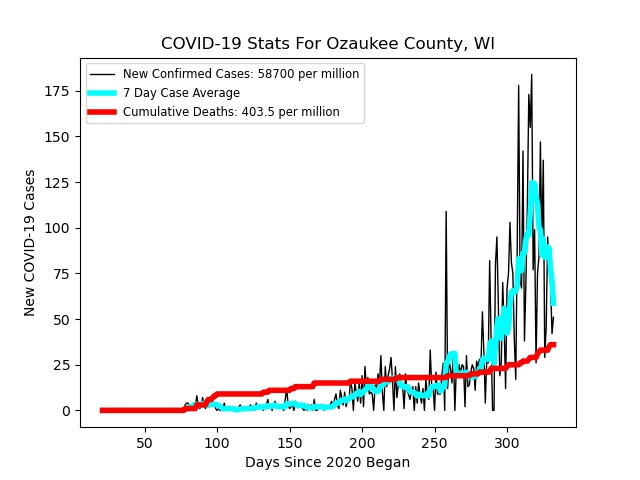 COVID-19 Stats For Ozaukee County, WI
New Confirmed Cases: 58700 per million
7 Day Case Average
Cumulative Deaths: 403.5 per million
New COVID-19 Cases
175
150
125
100
75
50
25
0
50
100
150
200
250
300
Days Since 2020 Began